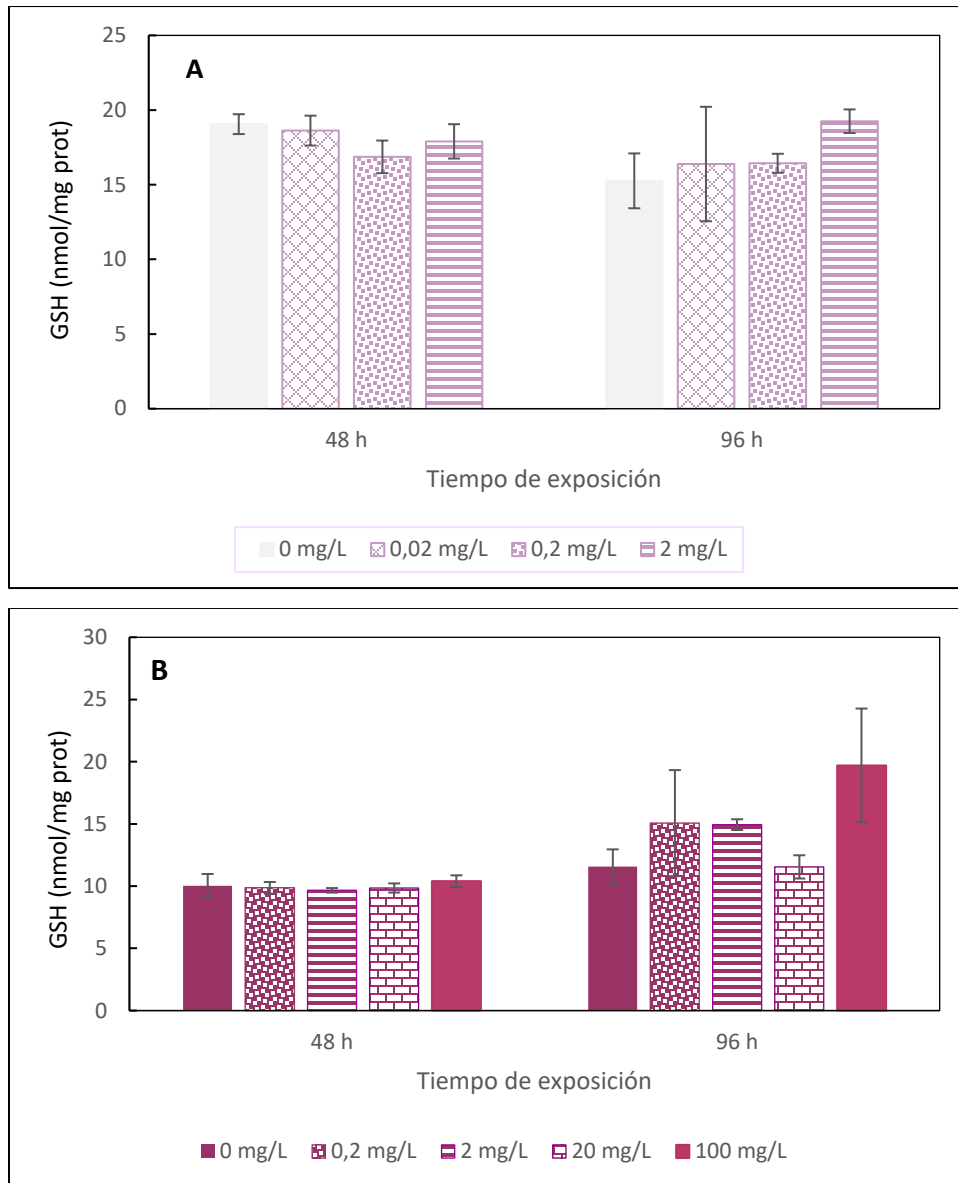 25
A
20
15
10
5
0
GSH (nmol/mg prot)
48 h 96 h
Tiempo de exposición
0 mg/L 0,02 mg/L 0,2 mg/L 2 mg/L
30
B
25
20
15
10
5
0
GSH (nmol/mg prot)
48 h 96 h
Tiempo de exposición
0 mg/L 0,2 mg/L 2 mg/L 20 mg/L 100 mg/L